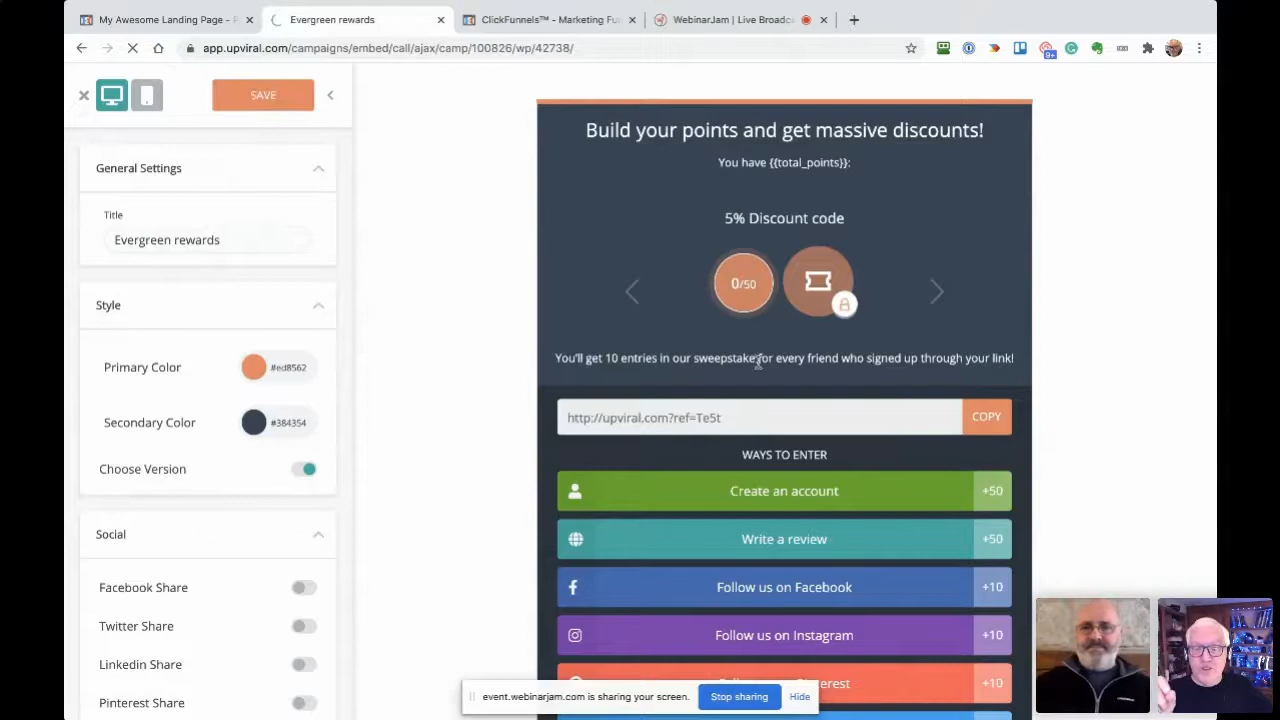 My Awesome Landing Page - P
Evergreen rewards
ClickFunnels™ - Marketing Fun
WebinarJam | Live Broadca
app.upviral.com/campaigns/embed/call/ajax/camp/100826/wp/42738/
9+
SAVE
General Settings
Title
Evergreen rewards
Style
Primary Color
#ed8562
Secondary Color
#384354
Choose Version
Social
Facebook Share
Twitter Share
Linkedin Share
Pinterest Share
Build your points and get massive discounts!
You have {{total_points}}:
5% Discount code
0/50
You'll get 10 entries in our sweepstake for every friend who signed up through your link!
http://upviral.com?ref=Te5t
COPY
WAYS TO ENTER
Create an account +50
Write a review +50
Follow us on Facebook +10
Follow us on Instagram +10
+10
event.webinarjam.com is sharing your screen.
Stop sharing
Hide